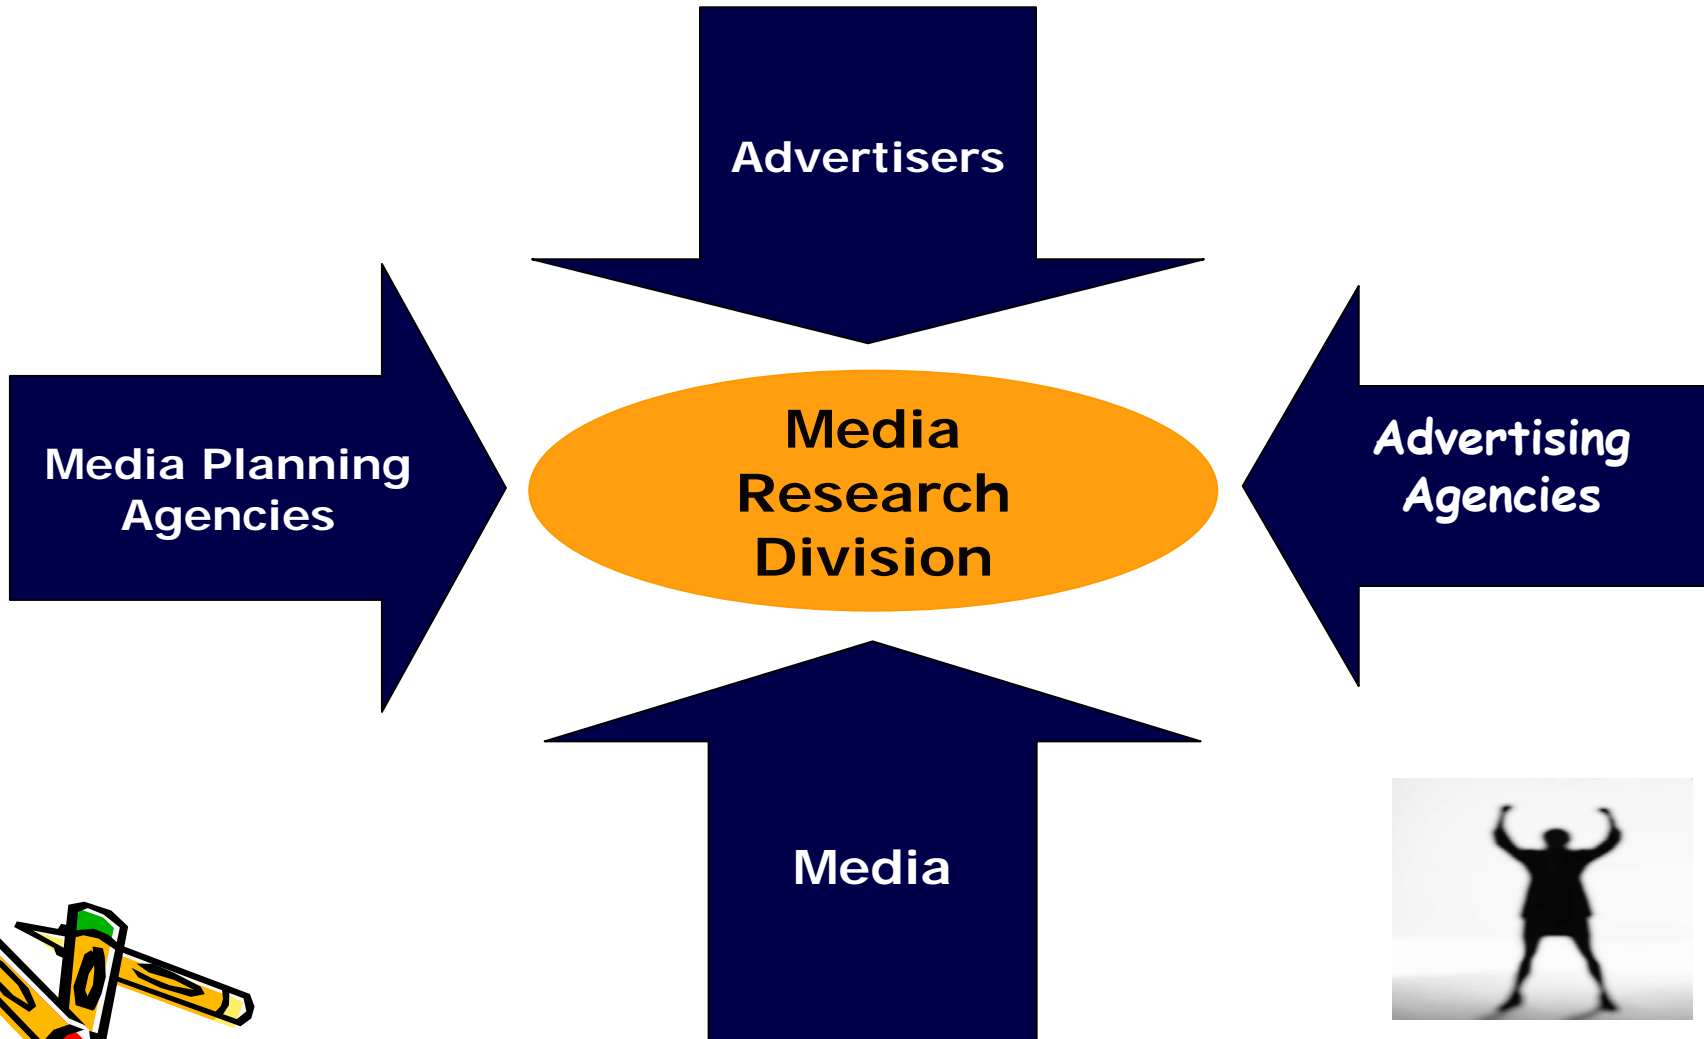 Advertisers
Media Planning
Agencies
Media
Research
Division
Advertising
Agencies
Media